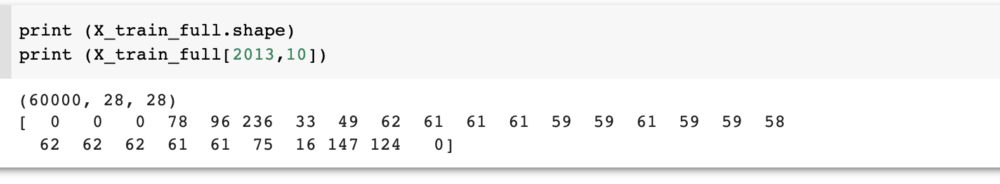 print (X_train_full.shape)
print (X_train_full[2013,10])
(60000, 28, 28)
[  0   0   0  78  96 236  33  49  62  61  61  61  59  59  61  59  59  58
  62  62  62  61  61  75  16 147 124   0]